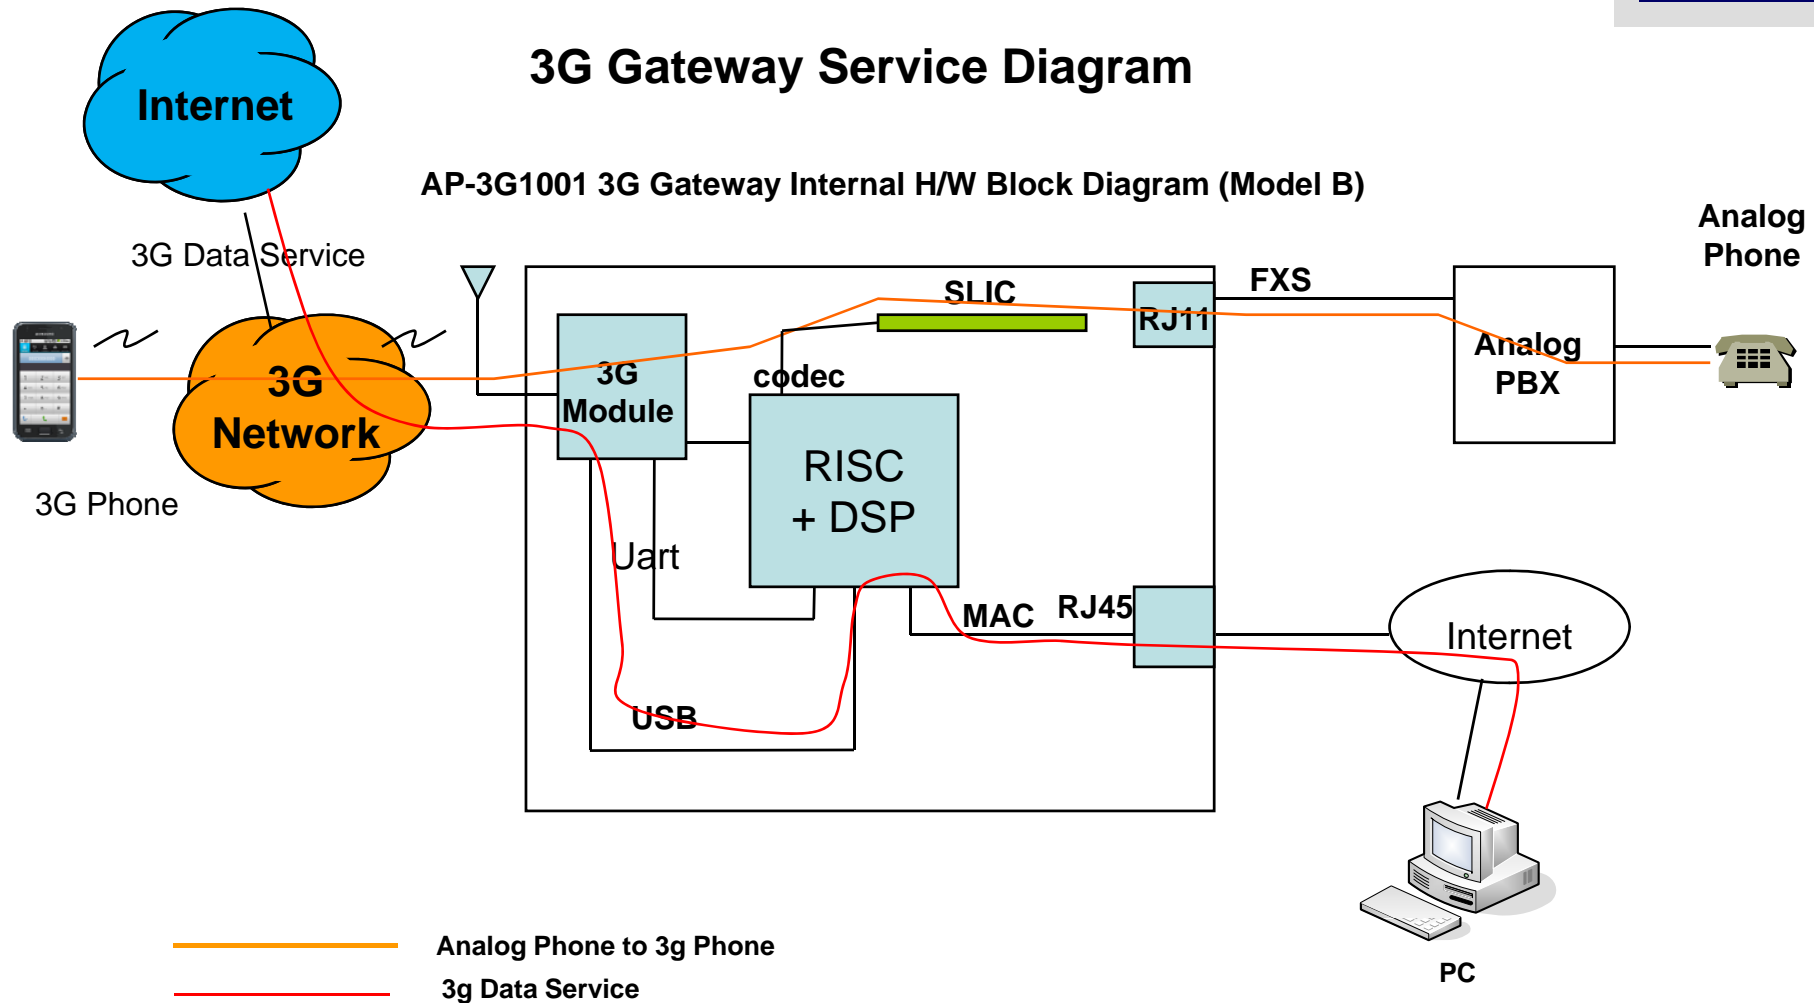 3G Gateway Service Diagram
Internet
AP-3G1001 3G Gateway Internal H/W Block Diagram (Model B)
Analog
Phone
3G Data Service
SLIC
RJ11
FXS
Analog
PBX
3G
Module
codec
3G
Network
3G Phone
RISC
+ DSP
Uart
MAC
RJ45
Internet
USB
Analog Phone to 3g Phone
3g Data Service
PC